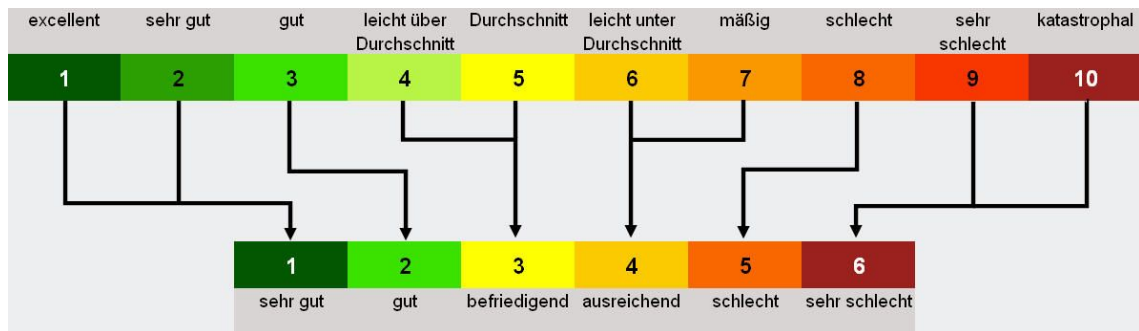 excellent sehr gut gut leicht über Durchschnitt leicht unter mäßig schlecht sehr katastrophal
Durchschnitt Durchschnitt schlecht
1 2 3 4 5 6 7 8 9 10
1 2 3 4 5 6
sehr gut gut befriedigend ausreichend schlecht sehr schlecht